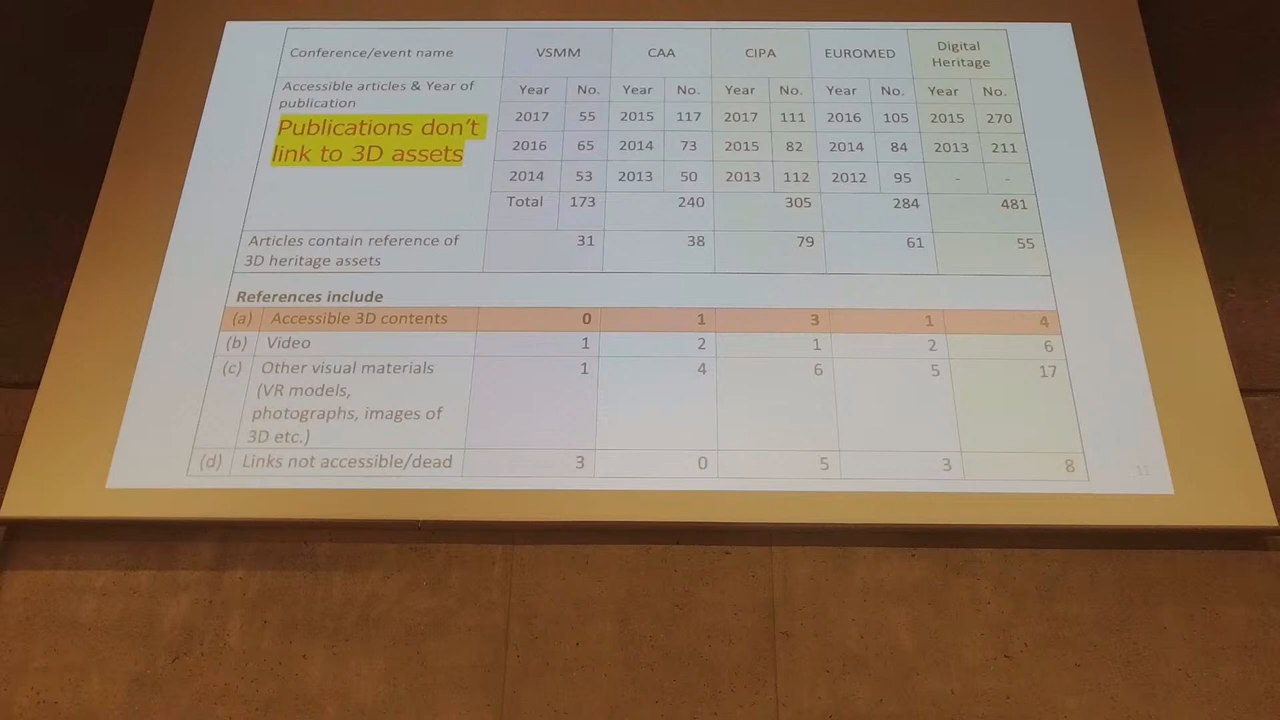 Conference/event name VSMM CAA CIPA EUROMED Digital Heritage
Accessible articles & Year of publication Year No. Year No. Year No. Year No. Year No.
Publications don't link to 3D assets
2017 55 2015 117 2017 111 2016 105 2015 270
2016 65 2014 73 2015 82 2014 84 2013 211
2014 53 2013 50 2013 112 2012 95 - -
Total 173 240 305 284 481
Articles contain reference of 3D heritage assets 31 38 79 61 55
References include
(a) Accessible 3D contents 0 1 3 1 4
(b) Video 1 2 1 2 6
(c) Other visual materials (VR models, photographs, images of 3D etc.) 1 4 6 5 17
(d) Links not accessible/dead 3 0 5 3 8